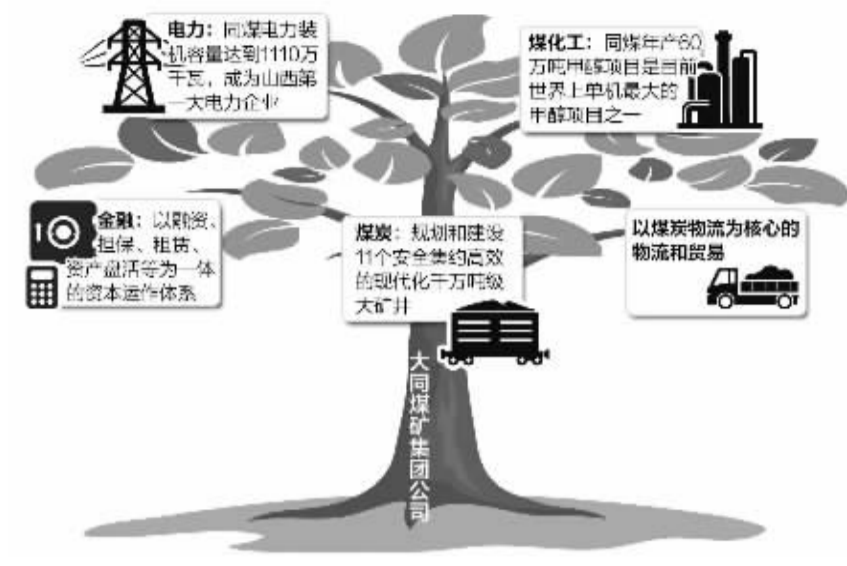 电力：同煤电力装
机容量达到1110万
千瓦，成为山西第
一大电力企业
煤化工：同煤年产60
万吨甲醇项目是目前
世界上单机最大的
甲醇项目之一
金融：以融资、
担保、租赁、
资产盘活等为一体
的资本运作体系
煤炭：规划和建设
11个安全集约高效
的现代化千万吨级
大矿井
以煤炭物流为核心的
物流和贸易
大同煤矿集团公司